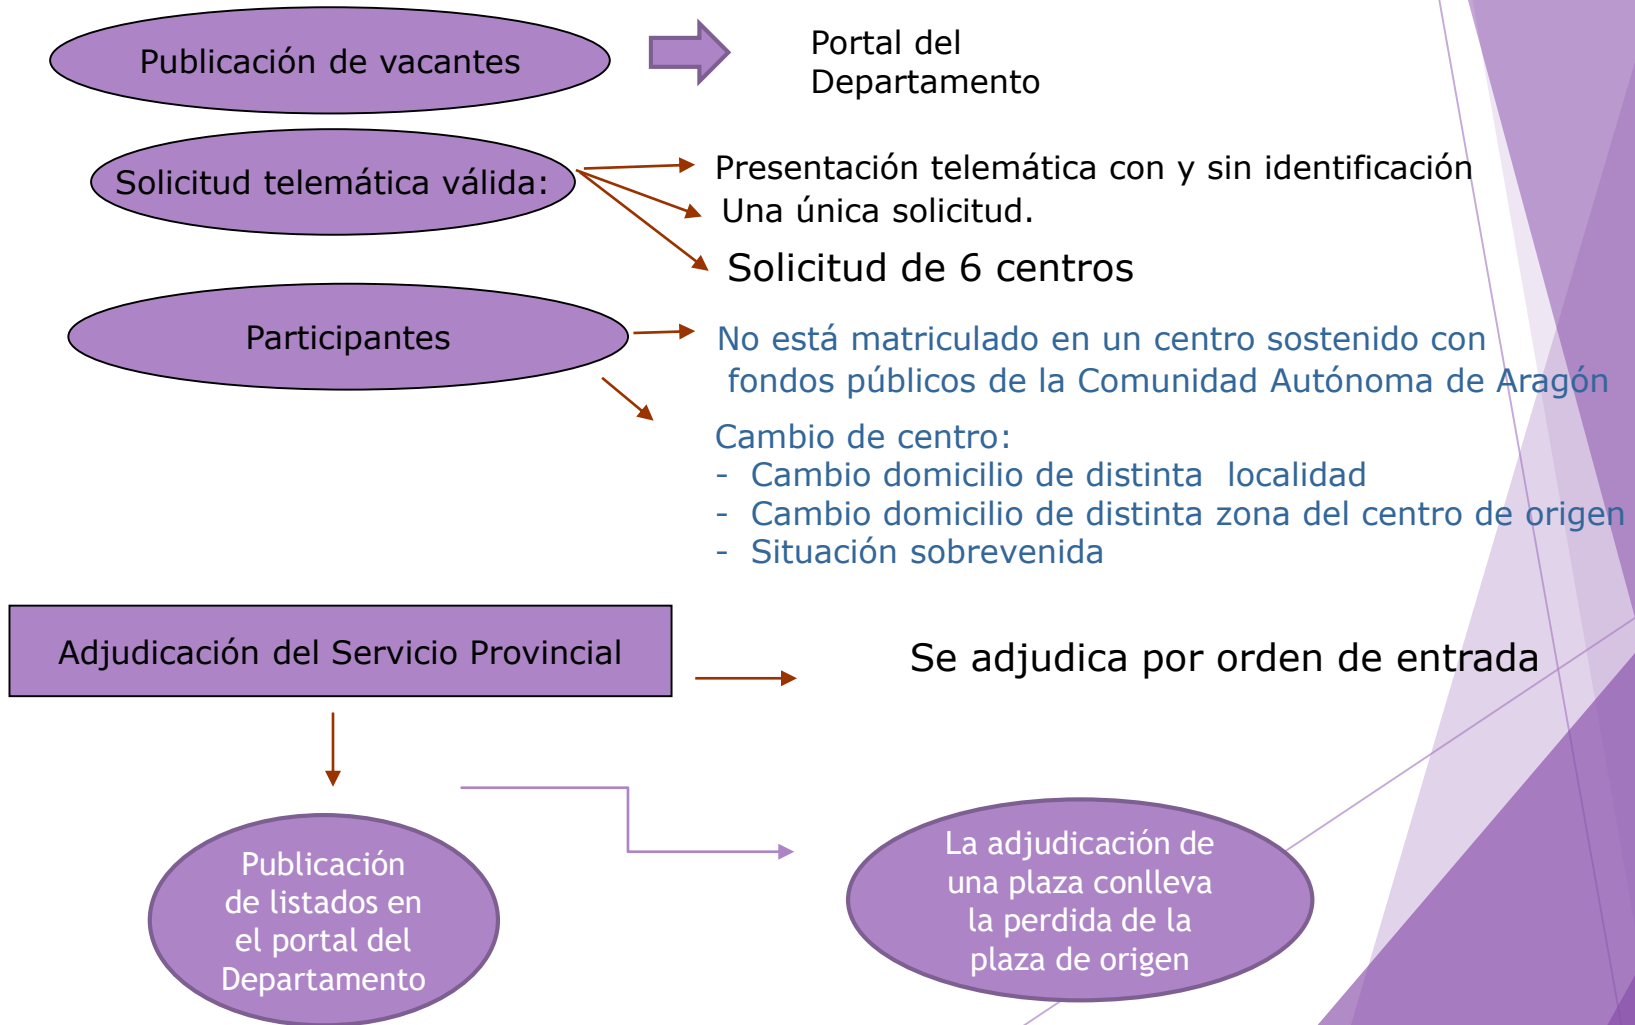 Publicación de vacantes
Portal del
Departamento
Solicitud telemática válida:
Presentación telemática con y sin identificación
Una única solicitud.
Solicitud de 6 centros
Participantes
No está matriculado en un centro sostenido con
fondos públicos de la Comunidad Autónoma de Aragón
Cambio de centro:
- Cambio domicilio de distinta localidad
- Cambio domicilio de distinta zona del centro de origen
- Situación sobrevenida
Adjudicación del Servicio Provincial
Se adjudica por orden de entrada
Publicación
de listados en
el portal del
Departamento
La adjudicación de
una plaza conlleva
la perdida de la
plaza de origen